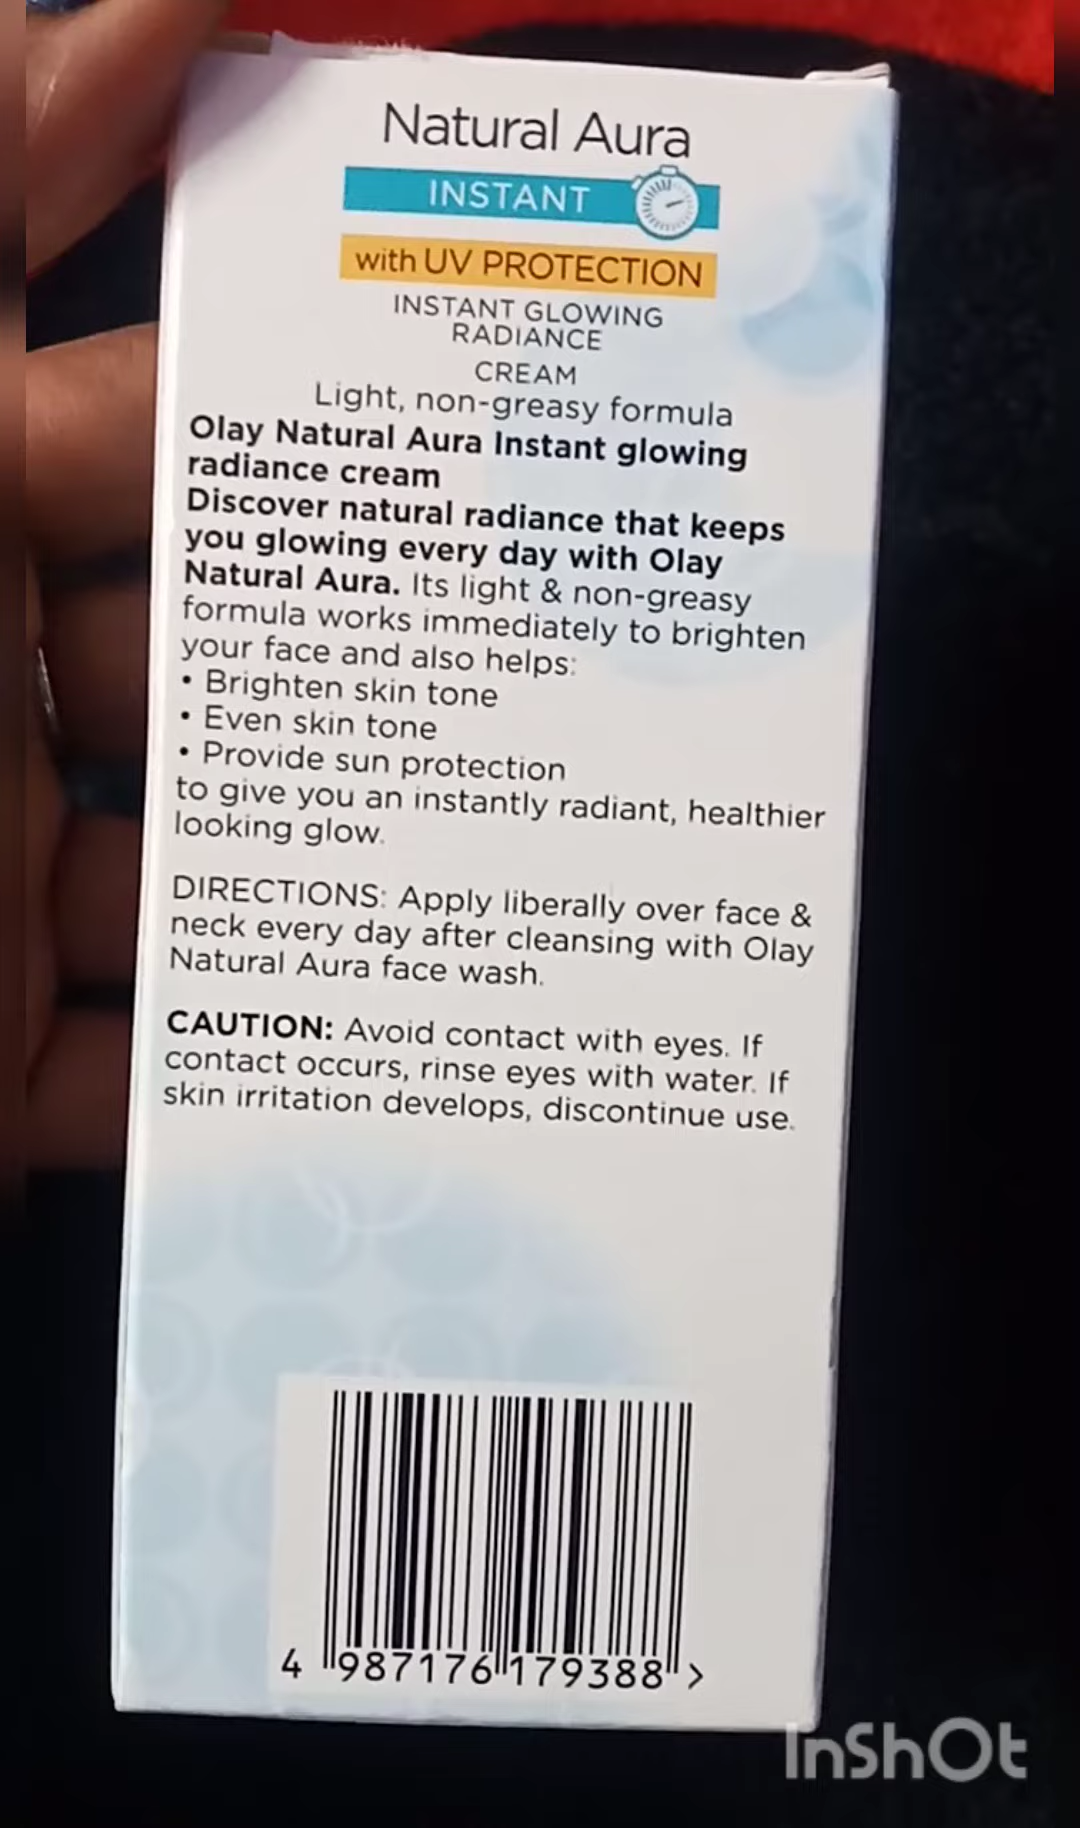 Natural Aura
INSTANT
with UV PROTECTION
INSTANT GLOWING
RADIANCE
CREAM
Light, non-greasy formula
Olay Natural Aura Instant glowing
radiance cream
Discover natural radiance that keeps
you glowing every day with Olay
Natural Aura. Its light & non-greasy
formula works immediately to brighten
your face and also helps:
• Brighten skin tone
• Even skin tone
• Provide sun protection
to give you an instantly radiant, healthier
looking glow.
DIRECTIONS: Apply liberally over face &
neck every day after cleansing with Olay
Natural Aura face wash.
CAUTION: Avoid contact with eyes. If
contact occurs, rinse eyes with water. If
skin irritation develops, discontinue use.
4 987176 179388 >
InShOt